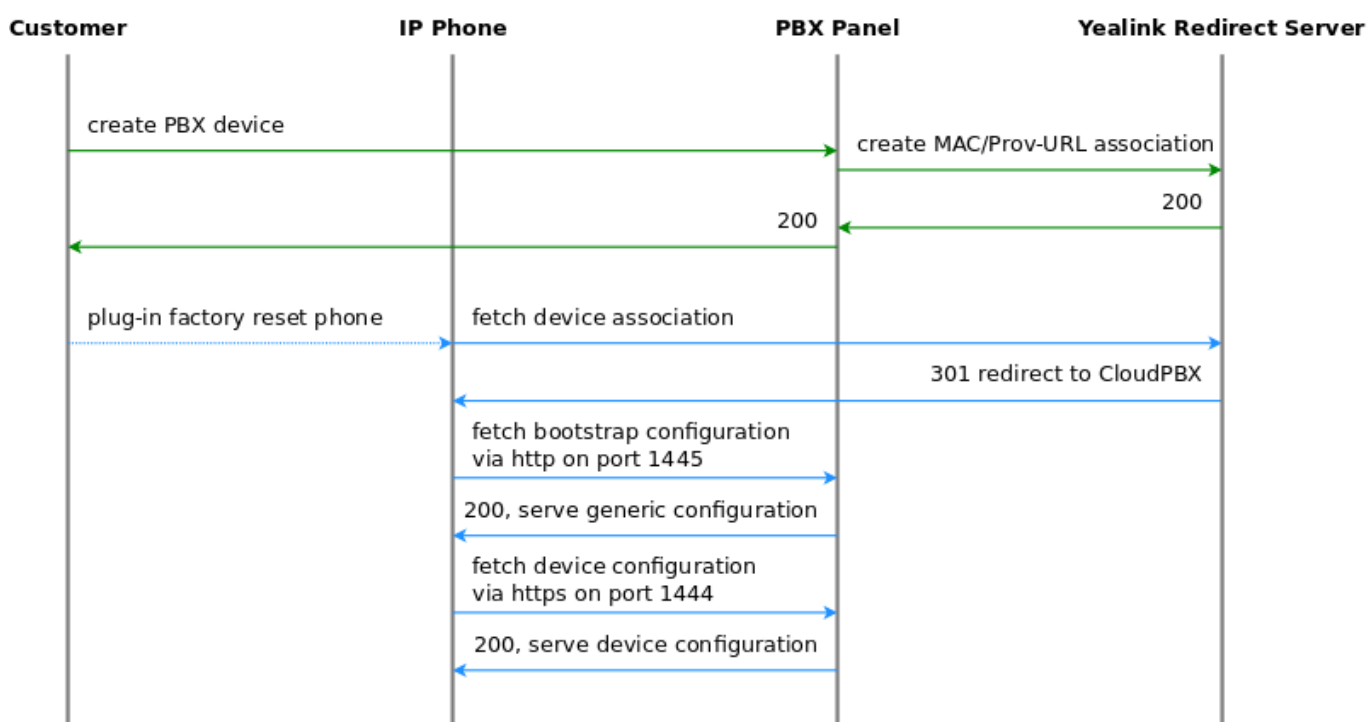 Customer
IP Phone
PBX Panel
Yealink Redirect Server
create PBX device
create MAC/Prov-URL association
200
200
plug-in factory reset phone
fetch device association
301 redirect to CloudPBX
fetch bootstrap configuration
via http on port 1445
200, serve generic configuration
fetch device configuration
via https on port 1444
200, serve device configuration